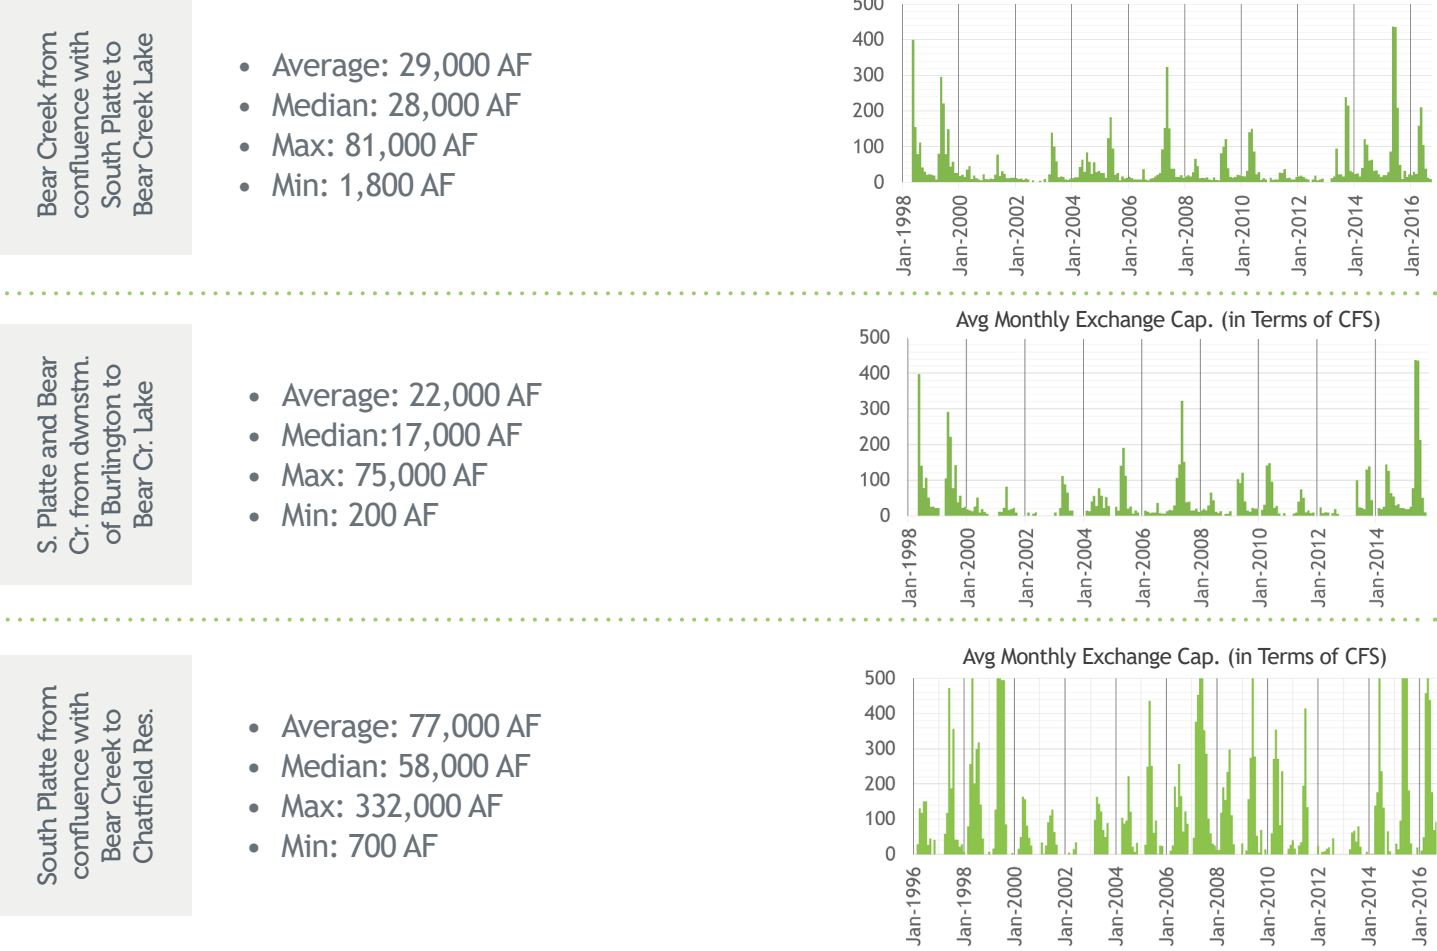 Bear Creek from
confluence with
South Platte to
Bear Creek Lake
• Average: 29,000 AF
• Median: 28,000 AF
• Max: 81,000 AF
• Min: 1,800 AF
500
400
300
200
100
0
Jan-1998
Jan-2000
Jan-2002
Jan-2004
Jan-2006
Jan-2008
Jan-2010
Jan-2012
Jan-2014
Jan-2016
S. Platte and Bear
Cr. from dwnstm.
of Burlington to
Bear Cr. Lake
• Average: 22,000 AF
• Median:17,000 AF
• Max: 75,000 AF
• Min: 200 AF
Avg Monthly Exchange Cap. (in Terms of CFS)
500
400
300
200
100
0
Jan-1998
Jan-2000
Jan-2002
Jan-2004
Jan-2006
Jan-2008
Jan-2010
Jan-2012
Jan-2014
South Platte from
confluence with
Bear Creek to
Chatfield Res.
• Average: 77,000 AF
• Median: 58,000 AF
• Max: 332,000 AF
• Min: 700 AF
Avg Monthly Exchange Cap. (in Terms of CFS)
500
400
300
200
100
0
Jan-1996
Jan-1998
Jan-2000
Jan-2002
Jan-2004
Jan-2006
Jan-2008
Jan-2010
Jan-2012
Jan-2014
Jan-2016